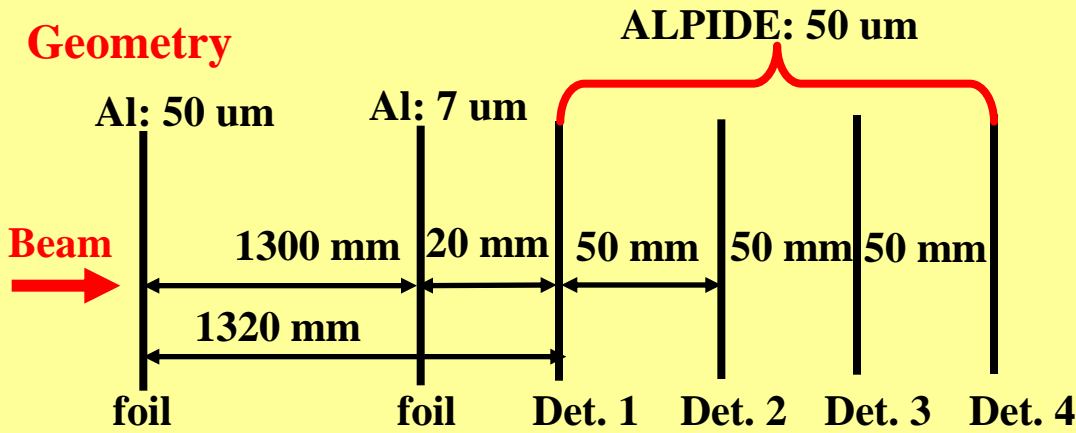 Geometry
ALPIDE: 50 um
Al: 50 um
Al: 7 um
Beam
1300 mm
20 mm
50 mm
50 mm
50 mm
1320 mm
foil
foil
Det. 1
Det. 2
Det. 3
Det. 4